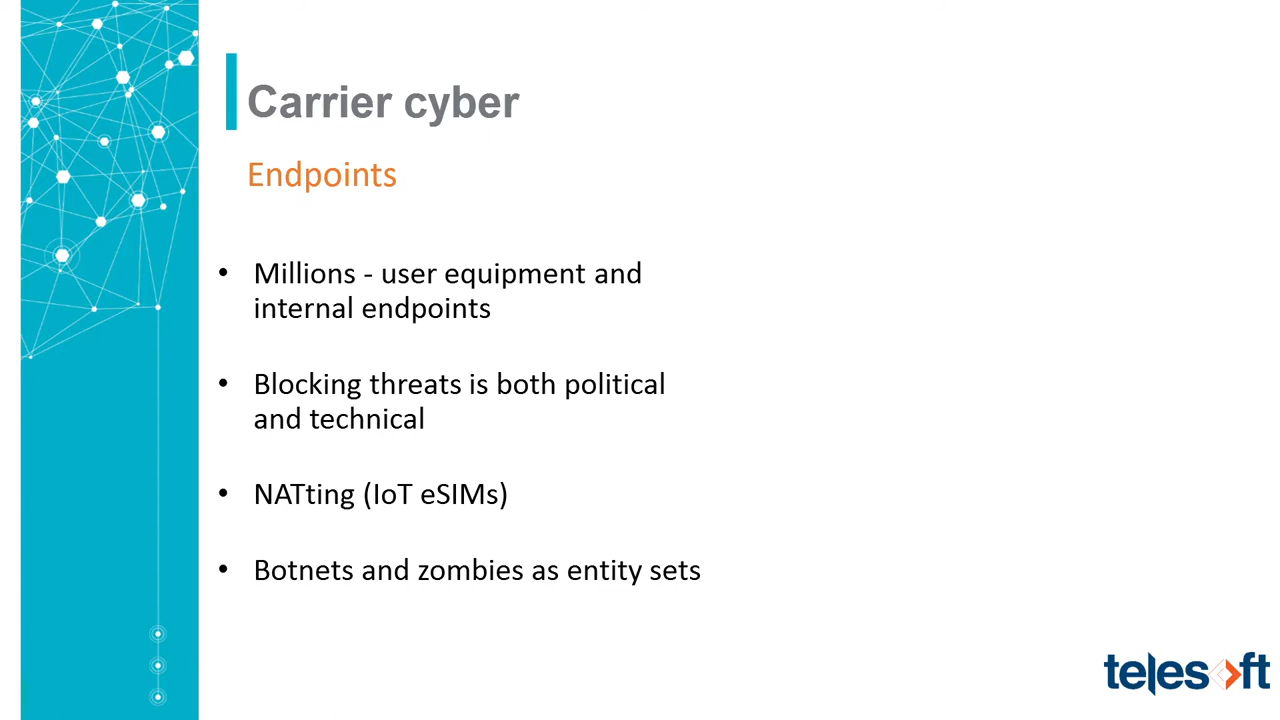 Carrier cyber
Endpoints
• Millions - user equipment and
internal endpoints
• Blocking threats is both political
and technical
• NATting (IoT eSIMs)
• Botnets and zombies as entity sets
telesoft